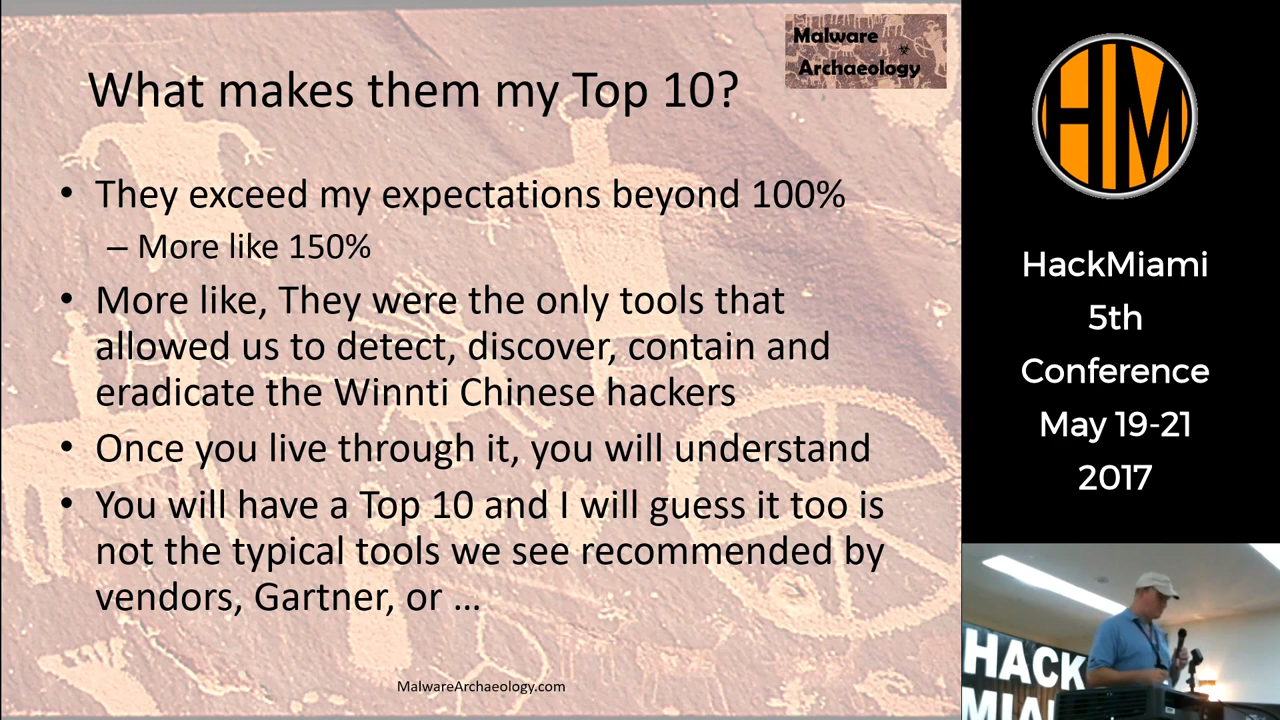 What makes them my Top 10?
Malware
Archaeology
• They exceed my expectations beyond 100%
– More like 150%
• More like, They were the only tools that
allowed us to detect, discover, contain and
eradicate the Winnti Chinese hackers
• Once you live through it, you will understand
• You will have a Top 10 and I will guess it too is
not the typical tools we see recommended by
vendors, Gartner, or ...
MalwareArchaeology.com
HM
HackMiami
5th
Conference
May 19-21
2017
HACK
MIAI